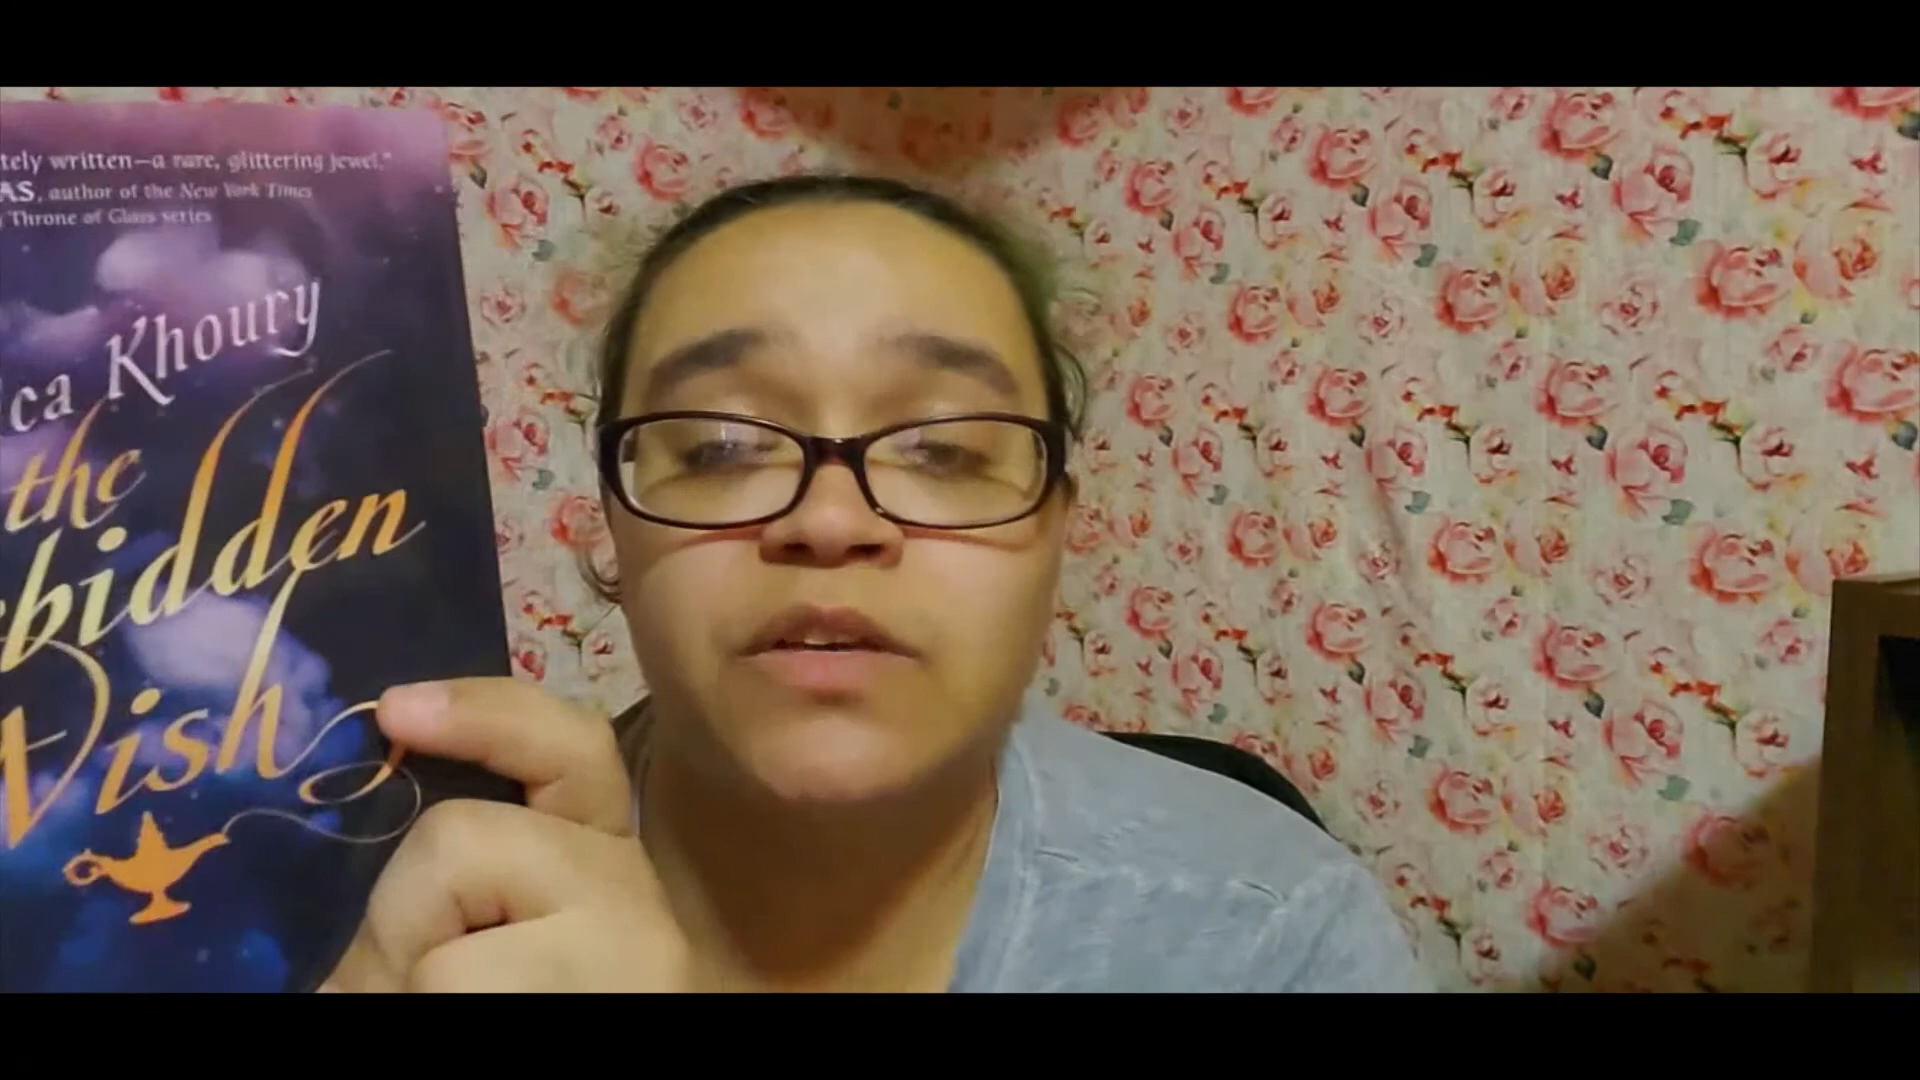 tely written—a rare, glittering jewel."
AS, author of the New York Times
Throne of Glass series
ica Khoury
the
bidden
Wish